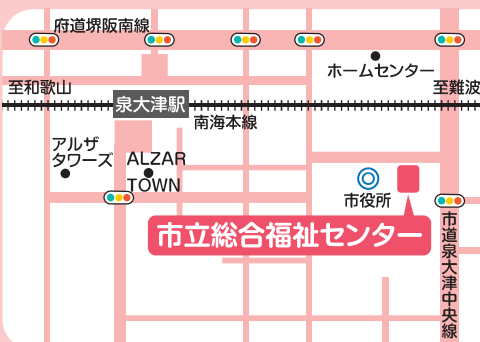 府道堺阪南線
ホームセンター
至和歌山
至難波
泉大津駅
南海本線
アルザ
タワーズ
ALZAR
TOWN
市役所
市立総合福祉センター
市道泉大津中央線